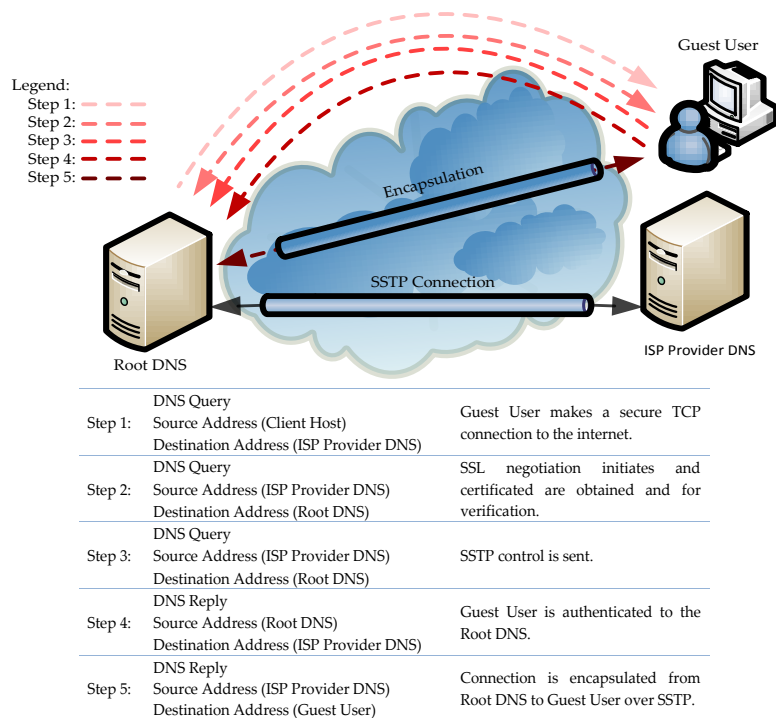 Guest User
Legend:
Step 1:
Step 2:
Step 3:
Step 4:
Step 5:
Encapsulation
SSTP Connection
Root DNS
ISP Provider DNS
Step 1:
DNS Query
Source Address (Client Host)
Destination Address (ISP Provider DNS)
Guest User makes a secure TCP
connection to the internet.
Step 2:
DNS Query
Source Address (ISP Provider DNS)
Destination Address (Root DNS)
SSL negotiation initiates and
certificated are obtained and for
verification.
Step 3:
DNS Query
Source Address (ISP Provider DNS)
Destination Address (Root DNS)
SSTP control is sent.
Step 4:
DNS Reply
Source Address (Root DNS)
Destination Address (ISP Provider DNS)
Guest User is authenticated to the
Root DNS.
Step 5:
DNS Reply
Source Address (ISP Provider DNS)
Destination Address (Guest User)
Connection is encapsulated from
Root DNS to Guest User over SSTP.